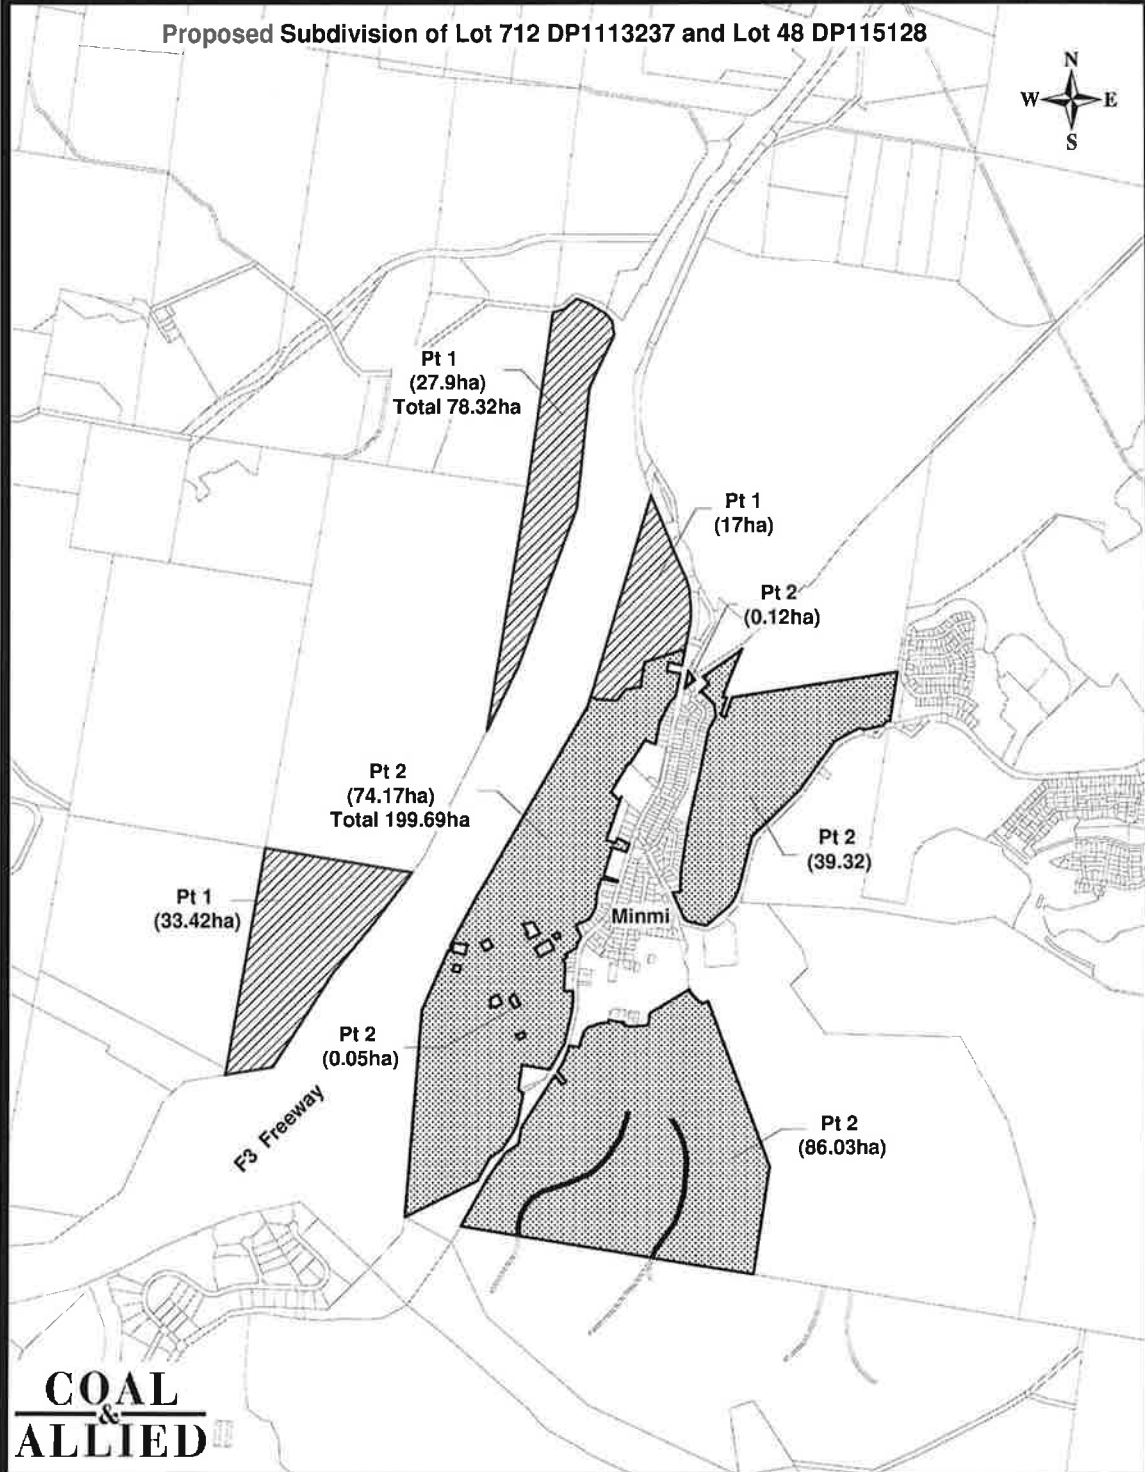 Proposed Subdivision of Lot 712 DP1113237 and Lot 48 DP115128
N
W E
S
Pt 1
(27.9ha)
Total 78.32ha
Pt 1
(17ha)
Pt 2
(0.12ha)
Pt 2
(74.17ha)
Total 199.69ha
Pt 2
(39.32)
Pt 1
(33.42ha)
Minmi
Pt 2
(0.05ha)
F3 Freeway
Pt 2
(86.03ha)
COAL
&
ALLIED